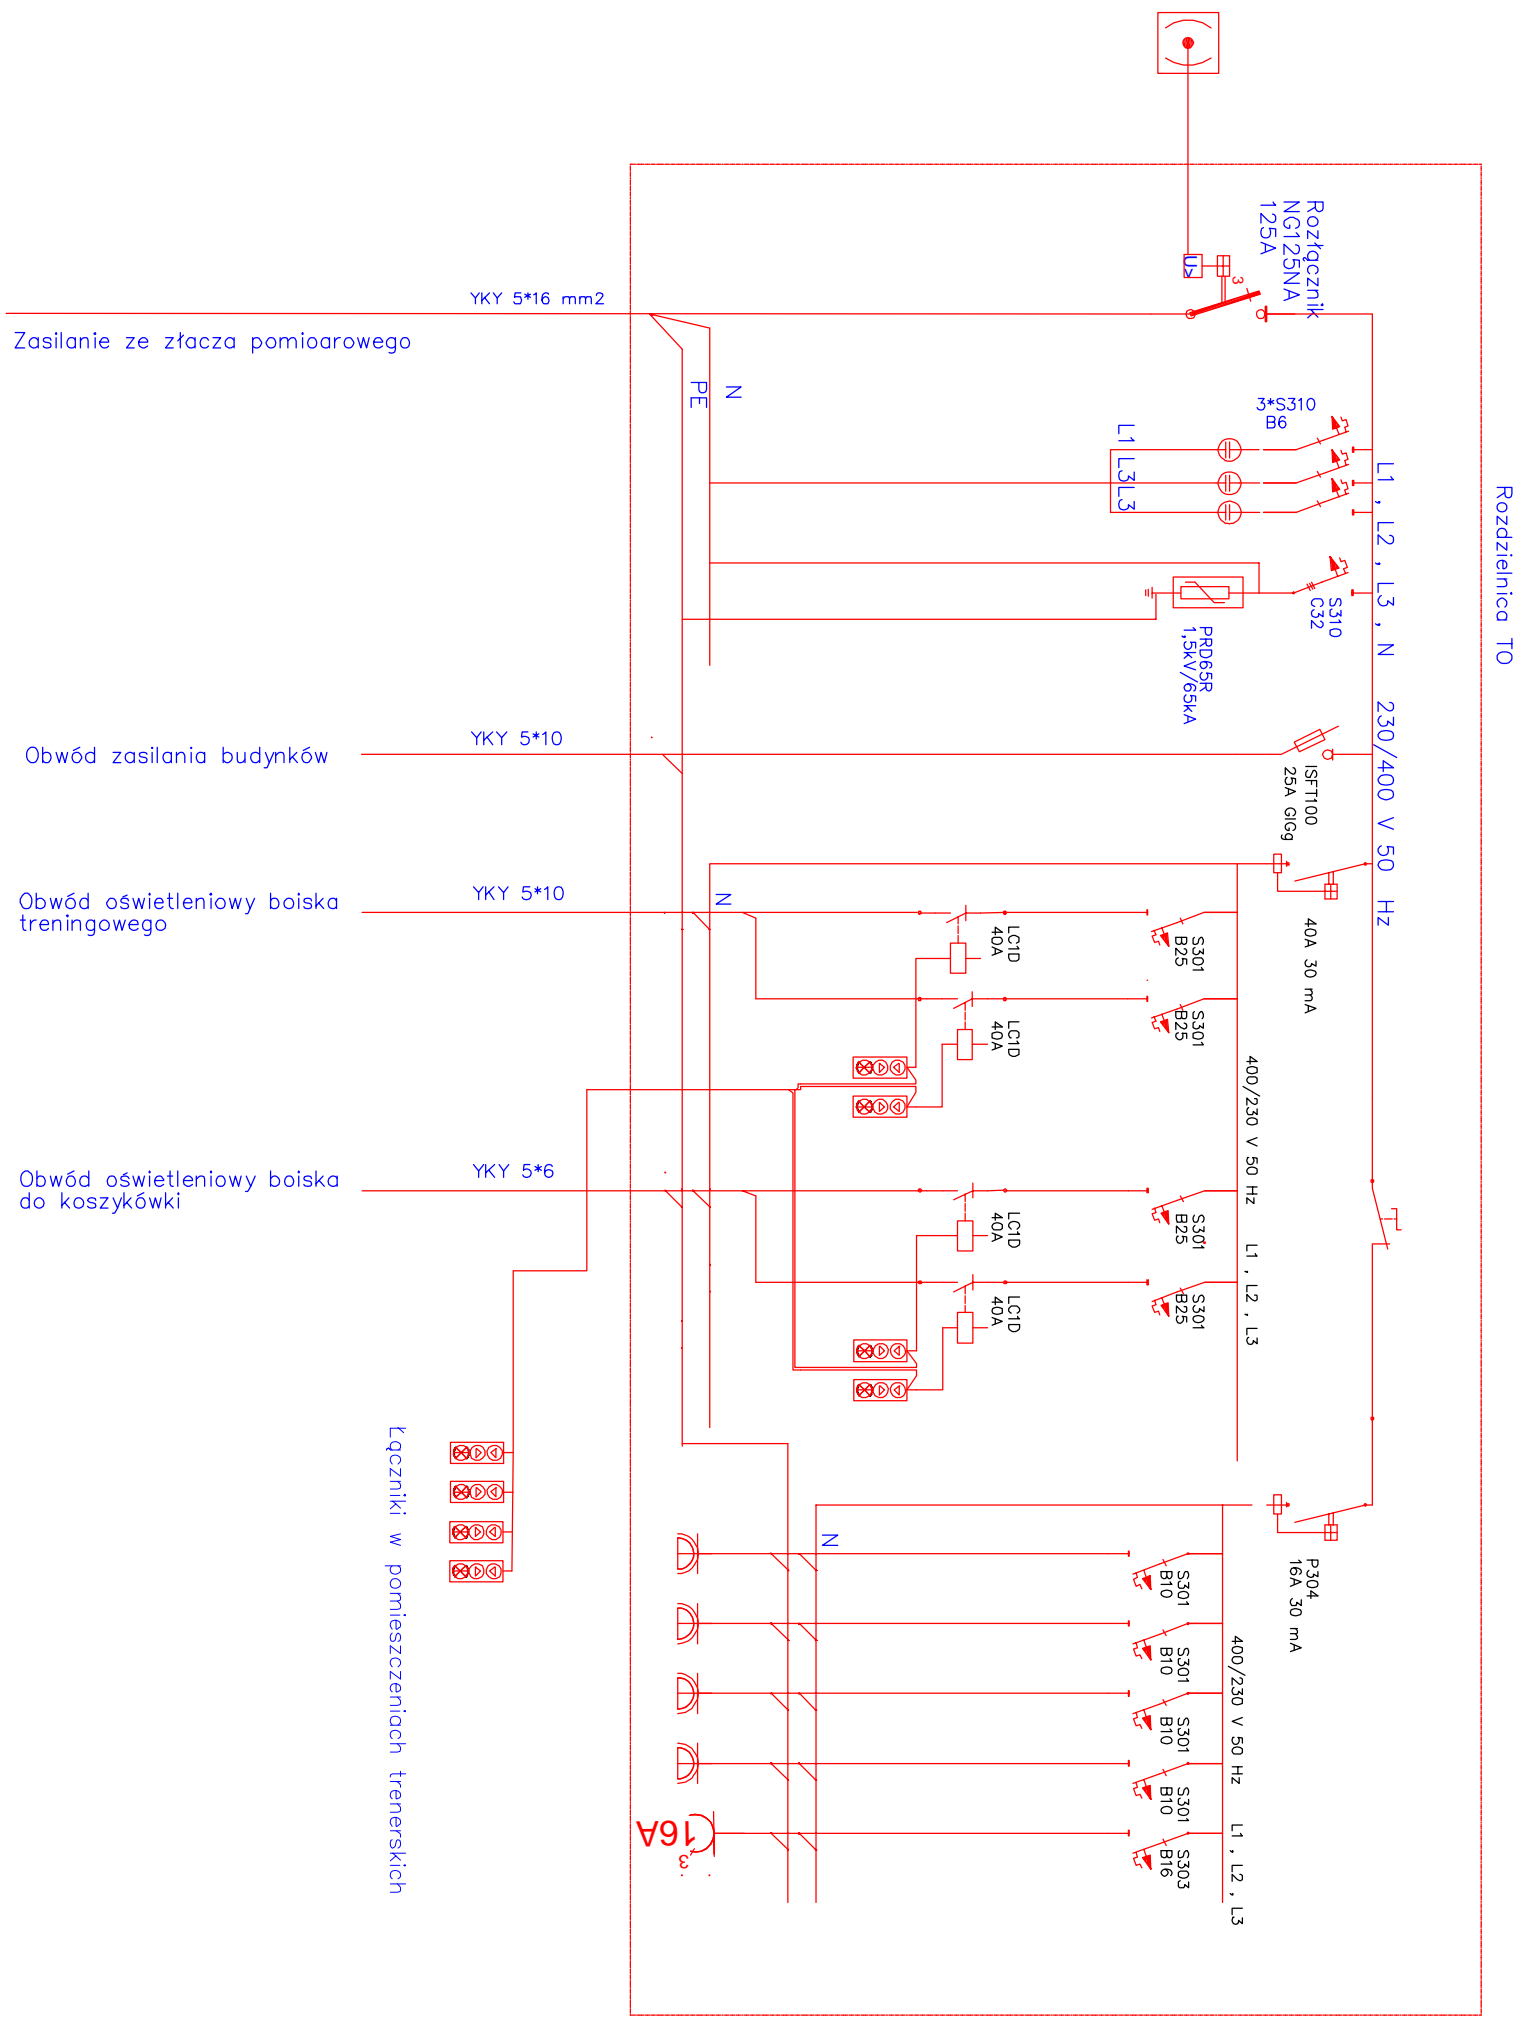 Rozdzielnica TO
Rozłącznik
NG125NA
125A
U>
3
YKY 5*16 mm2
Zasilanie ze złacza pomioarowego
N
PE
3*S310
B6
L1
L3
L3
L1 , L2 , L3 , N   230/400 V 50 Hz
S310
C32
PRD65R
1,5kV/65kA
YKY 5*10
Obwód zasilania budynków
ISFT100
25A GlGg
40A 30 mA
YKY 5*10
Obwód oświetleniowy boiska
treningowego
N
LC1D
40A
S301
B25
LC1D
40A
S301
B25
400/230 V 50 Hz   L1 , L2 , L3
YKY 5*6
Obwód oświetleniowy boiska
do koszykówki
LC1D
40A
S301
B25
LC1D
40A
S301
B25
Łączniki w pomieszczeniach trenerskich
P304
16A 30 mA
N
S301
B10
S301
B10
S301
B10
S301
B10
S303
B16
400/230 V 50 Hz   L1 , L2 , L3
16A
3